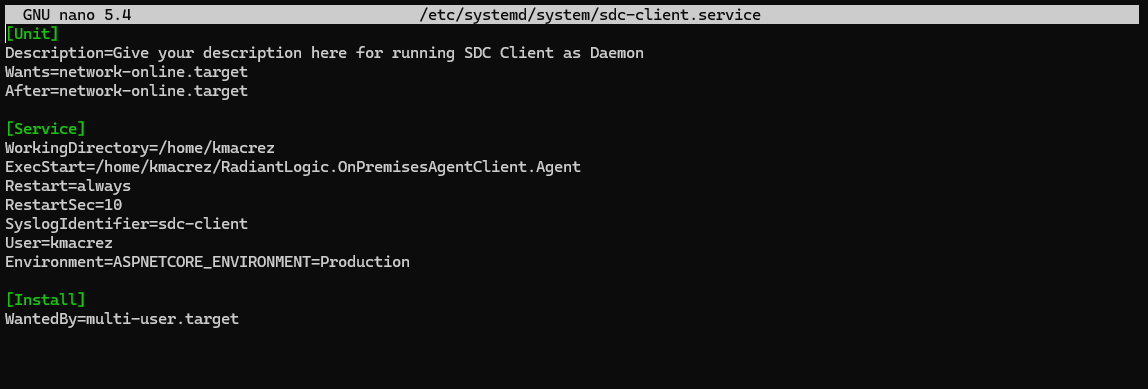 GNU nano 5.4 /etc/systemd/system/sdc-client.service
[Unit]
Description=Give your description here for running SDC Client as Daemon
Wants=network-online.target
After=network-online.target
[Service]
WorkingDirectory=/home/kmacrez
ExecStart=/home/kmacrez/RadiantLogic.OnPremisesAgentClient.Agent
Restart=always
RestartSec=10
SyslogIdentifier=sdc-client
User=kmacrez
Environment=ASPNETCORE_ENVIRONMENT=Production
[Install]
WantedBy=multi-user.target